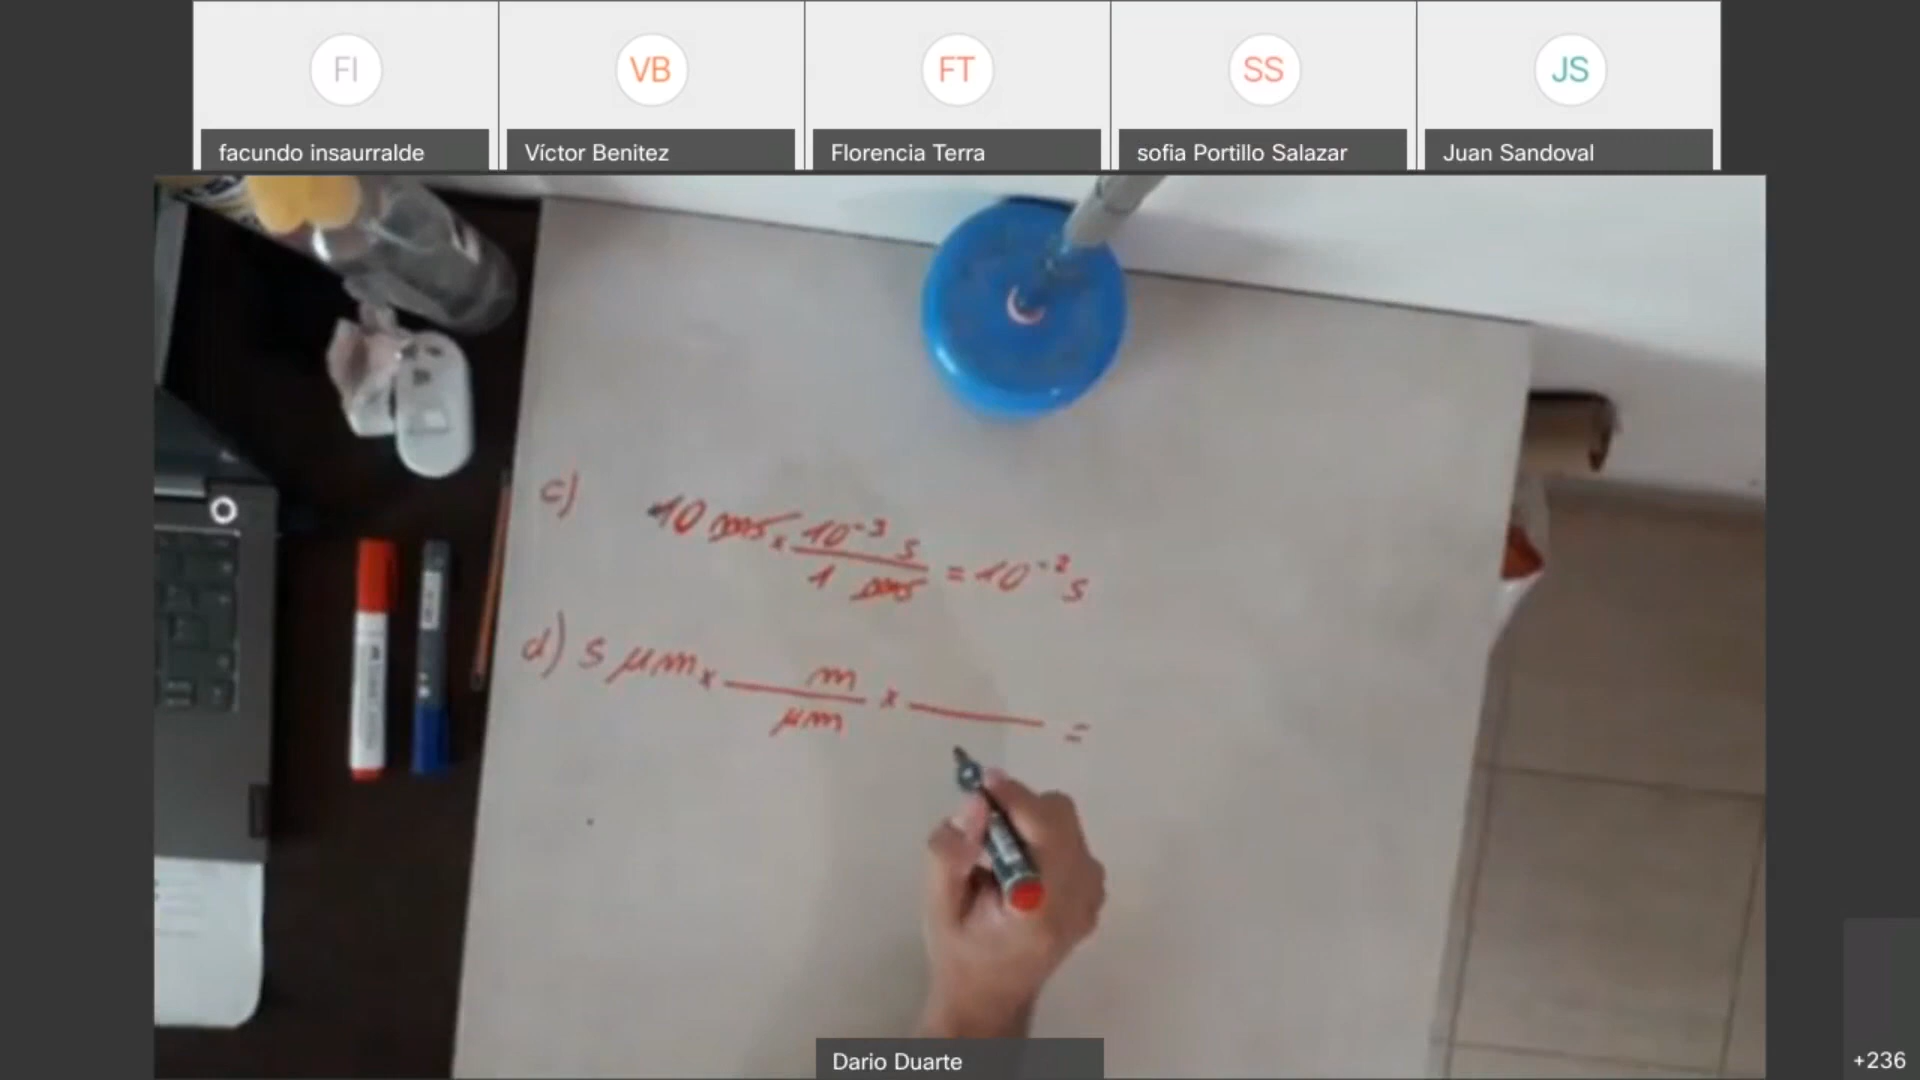 FI
VB
FT
SS
JS
facundo insaurralde
Víctor Benitez
Florencia Terra
sofia Portillo Salazar
Juan Sandoval
c) 10 ms x 10⁻³ s / 1 ms = 10⁻² s
d) 5 μm x m / μm x =
Dario Duarte
+236